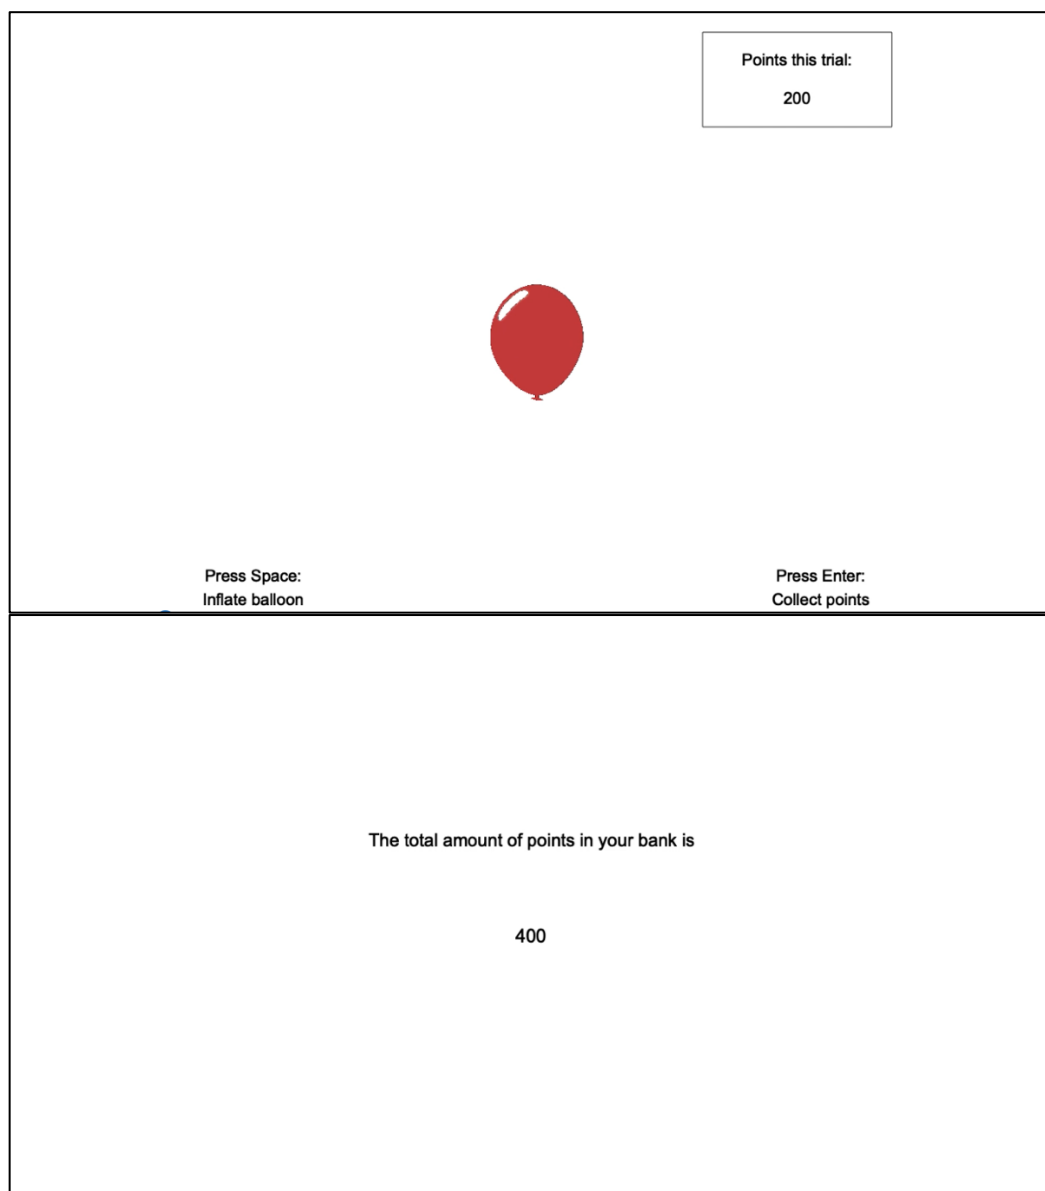 Points this trial:
200
Press Space:
Inflate balloon
Press Enter:
Collect points
The total amount of points in your bank is
400